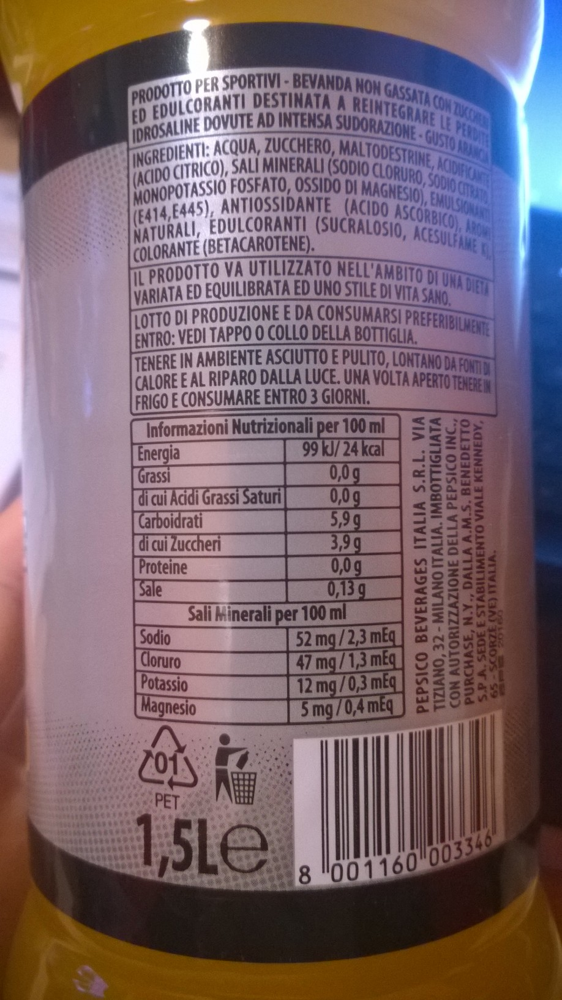 PRODOTTO PER SPORTIVI - BEVANDA NON GASSATA CON ZUCCHERI
ED EDULCORANTI DESTINATA A REINTEGRARE LE PERDITE
IDROSALINE DOVUTE AD INTENSA SUDORAZIONE - GUSTO ARANCIA
INGREDIENTI: ACQUA, ZUCCHERO, MALTODESTRINE, ACIDIFICANTE
(ACIDO CITRICO), SALI MINERALI (SODIO CLORURO, SODIO CITRATO,
MONOPOTASSIO FOSFATO, OSSIDO DI MAGNESIO), EMULSIONANTI
(E414,E445), ANTIOSSIDANTE (ACIDO ASCORBICO), AROMI
NATURALI, EDULCORANTI (SUCRALOSIO, ACESULFAME K),
COLORANTE (BETACAROTENE).
IL PRODOTTO VA UTILIZZATO NELL'AMBITO DI UNA DIETA
VARIATA ED EQUILIBRATA ED UNO STILE DI VITA SANO.
LOTTO DI PRODUZIONE E DA CONSUMARSI PREFERIBILMENTE
ENTRO: VEDI TAPPO O COLLO DELLA BOTTIGLIA.
TENERE IN AMBIENTE ASCIUTTO E PULITO, LONTANO DA FONTI DI
CALORE E AL RIPARO DALLA LUCE. UNA VOLTA APERTO TENERE IN
FRIGO E CONSUMARE ENTRO 3 GIORNI.
Informazioni Nutrizionali per 100 ml
Energia 99 kJ/ 24 kcal
Grassi 0,0 g
di cui Acidi Grassi Saturi 0,0 g
Carboidrati 5,9 g
di cui Zuccheri 3,9 g
Proteine 0,0 g
Sale 0,13 g
Sali Minerali per 100 ml
Sodio 52 mg / 2,3 mEq
Cloruro 47 mg / 1,3 mEq
Potassio 12 mg / 0,3 mEq
Magnesio 5 mg / 0,4 mEq
PEPSICO BEVERAGES ITALIA S.R.L. VIA
TIZIANO, 32 - MILANO ITALIA. IMBOTTIGLIATA
CON AUTORIZZAZIONE DELLA PEPSICO INC.,
PURCHASE, N.Y., DALLA A.M.S. BENEDETTO
S.P.A. SEDE E STABILIMENTO VIALE KENNEDY,
65 - SCORZÈ (VE) ITALIA.
01
PET
1,5L e
8 001160 003346